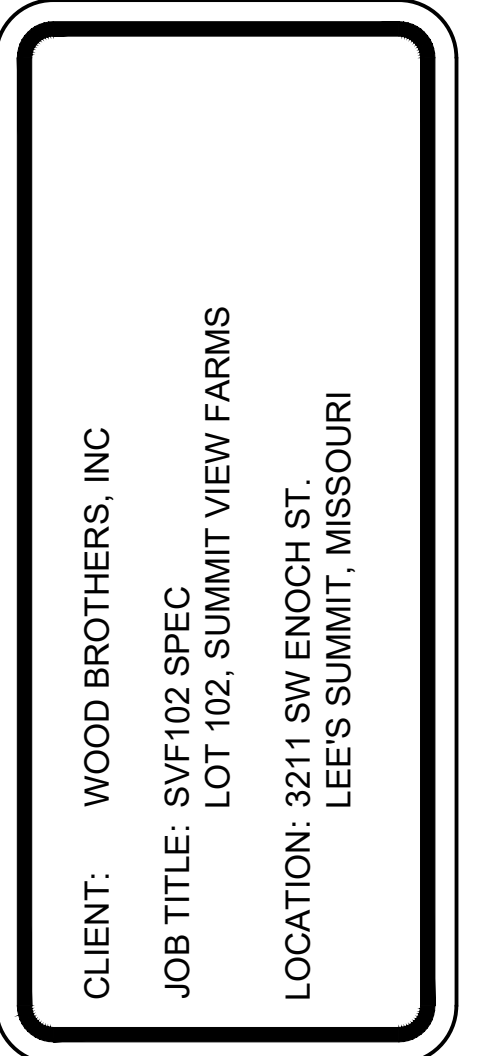 CLIENT: WOOD BROTHERS, INC
JOB TITLE: SVF102 SPEC
LOT 102, SUMMIT VIEW FARMS
LOCATION: 3211 SW ENOCH ST.
LEE'S SUMMIT, MISSOURI